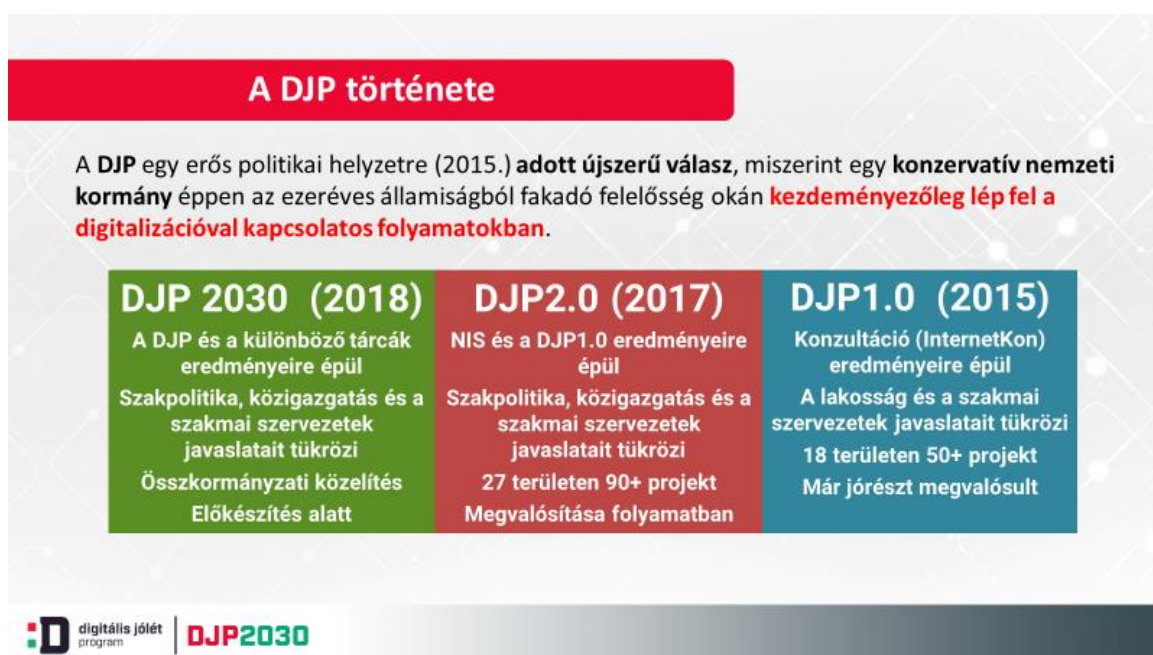 A DJP története
A DJP egy erős politikai helyzetre (2015.) adott újszerű válasz, miszerint egy konzervatív nemzeti
kormány éppen az ezeréves államiságból fakadó felelősség okán kezdeményezőleg lép fel a
digitalizációval kapcsolatos folyamatokban.
DJP 2030 (2018)
A DJP és a különböző tárcák
eredményeire épül
Szakpolitika, közigazgatás és a
szakmai szervezetek
javaslatait tükrözi
Összkormányzati közelítés
Előkészítés alatt
DJP2.0 (2017)
NIS és a DJP1.0 eredményeire
épül
Szakpolitika, közigazgatás és a
szakmai szervezetek
javaslatait tükrözi
27 területen 90+ projekt
Megvalósítása folyamatban
DJP1.0 (2015)
Konzultáció (InternetKon)
eredményeire épül
A lakosság és a szakmai
szervezetek javaslatait tükrözi
18 területen 50+ projekt
Már jórészt megvalósult
digitális jólét
program
DJP2030